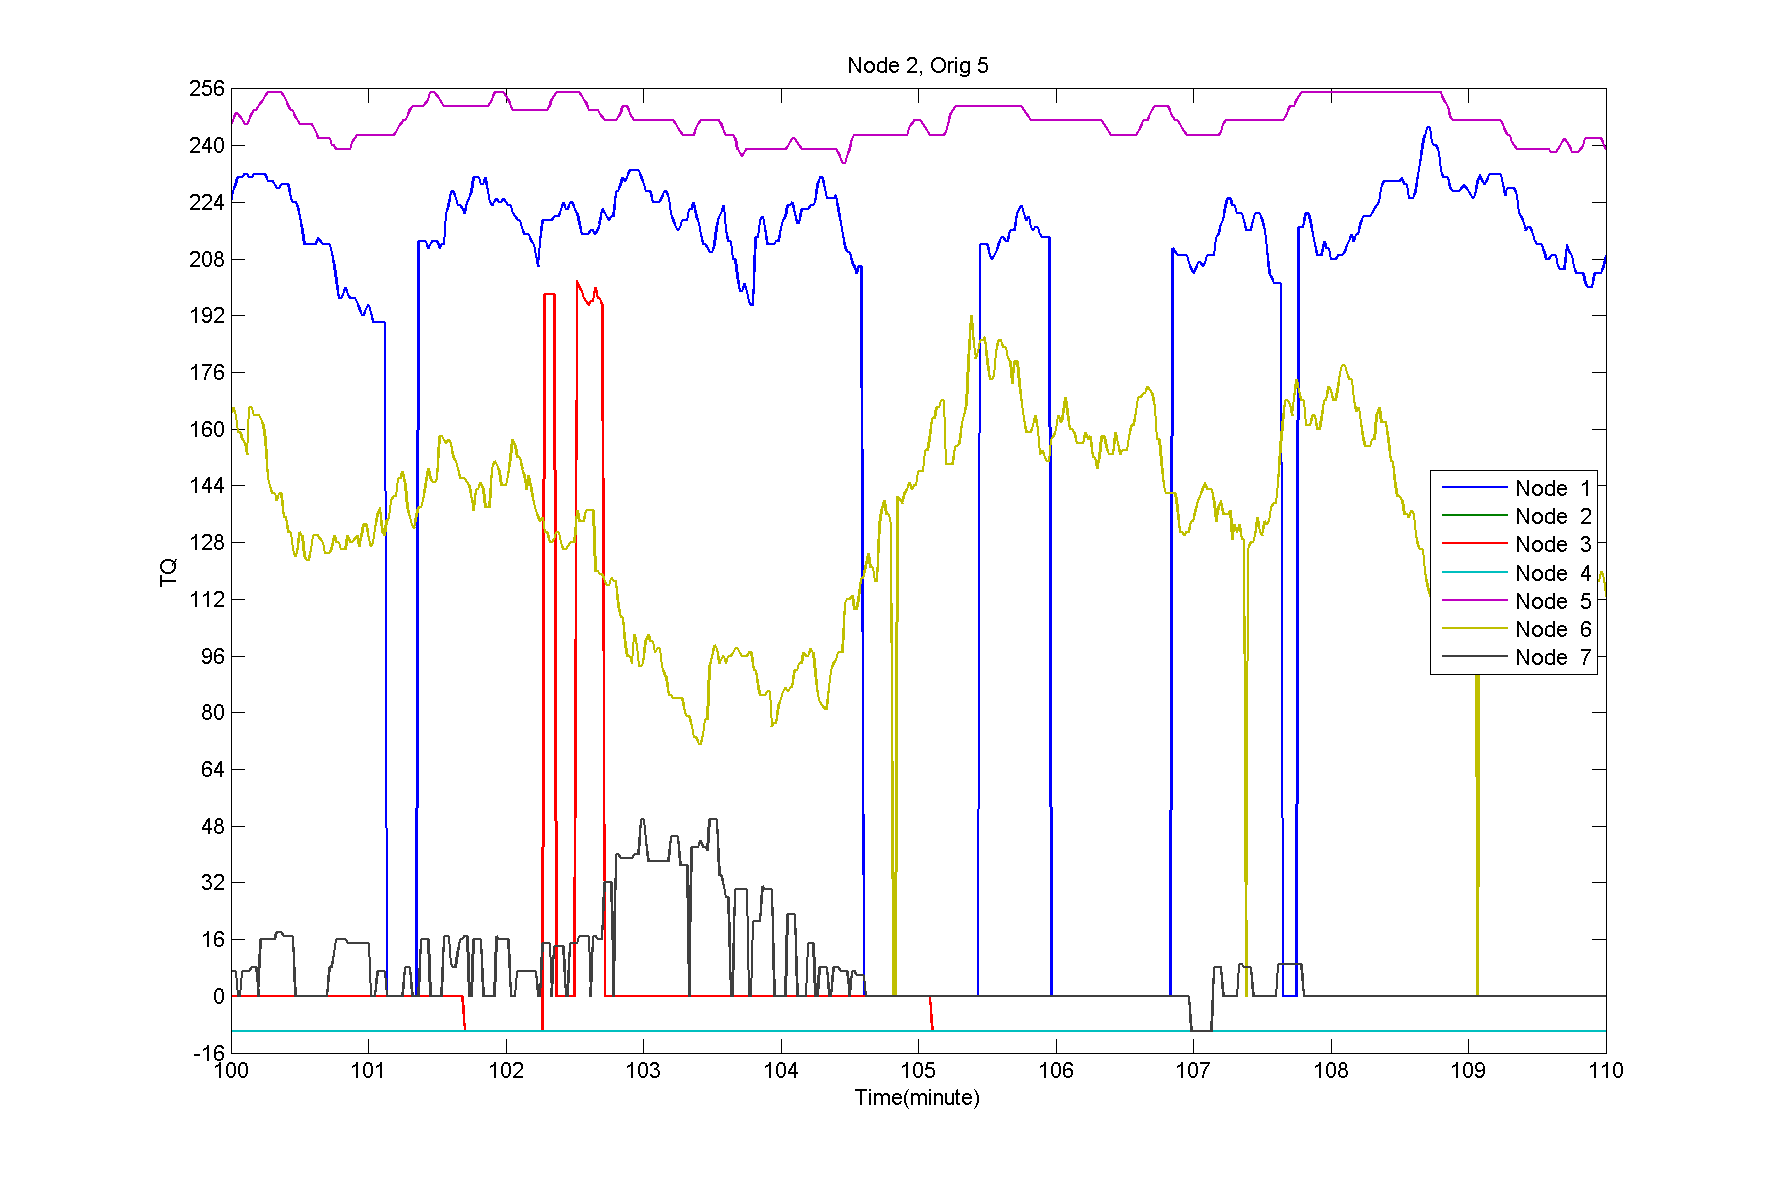 Node 2, Orig 5
256
240
224
208
192
176
160
144
128
112
96
80
64
48
32
16
0
-16
TQ
Node 1
Node 2
Node 3
Node 4
Node 5
Node 6
Node 7
100 101 102 103 104 105 106 107 108 109 110
Time(minute)